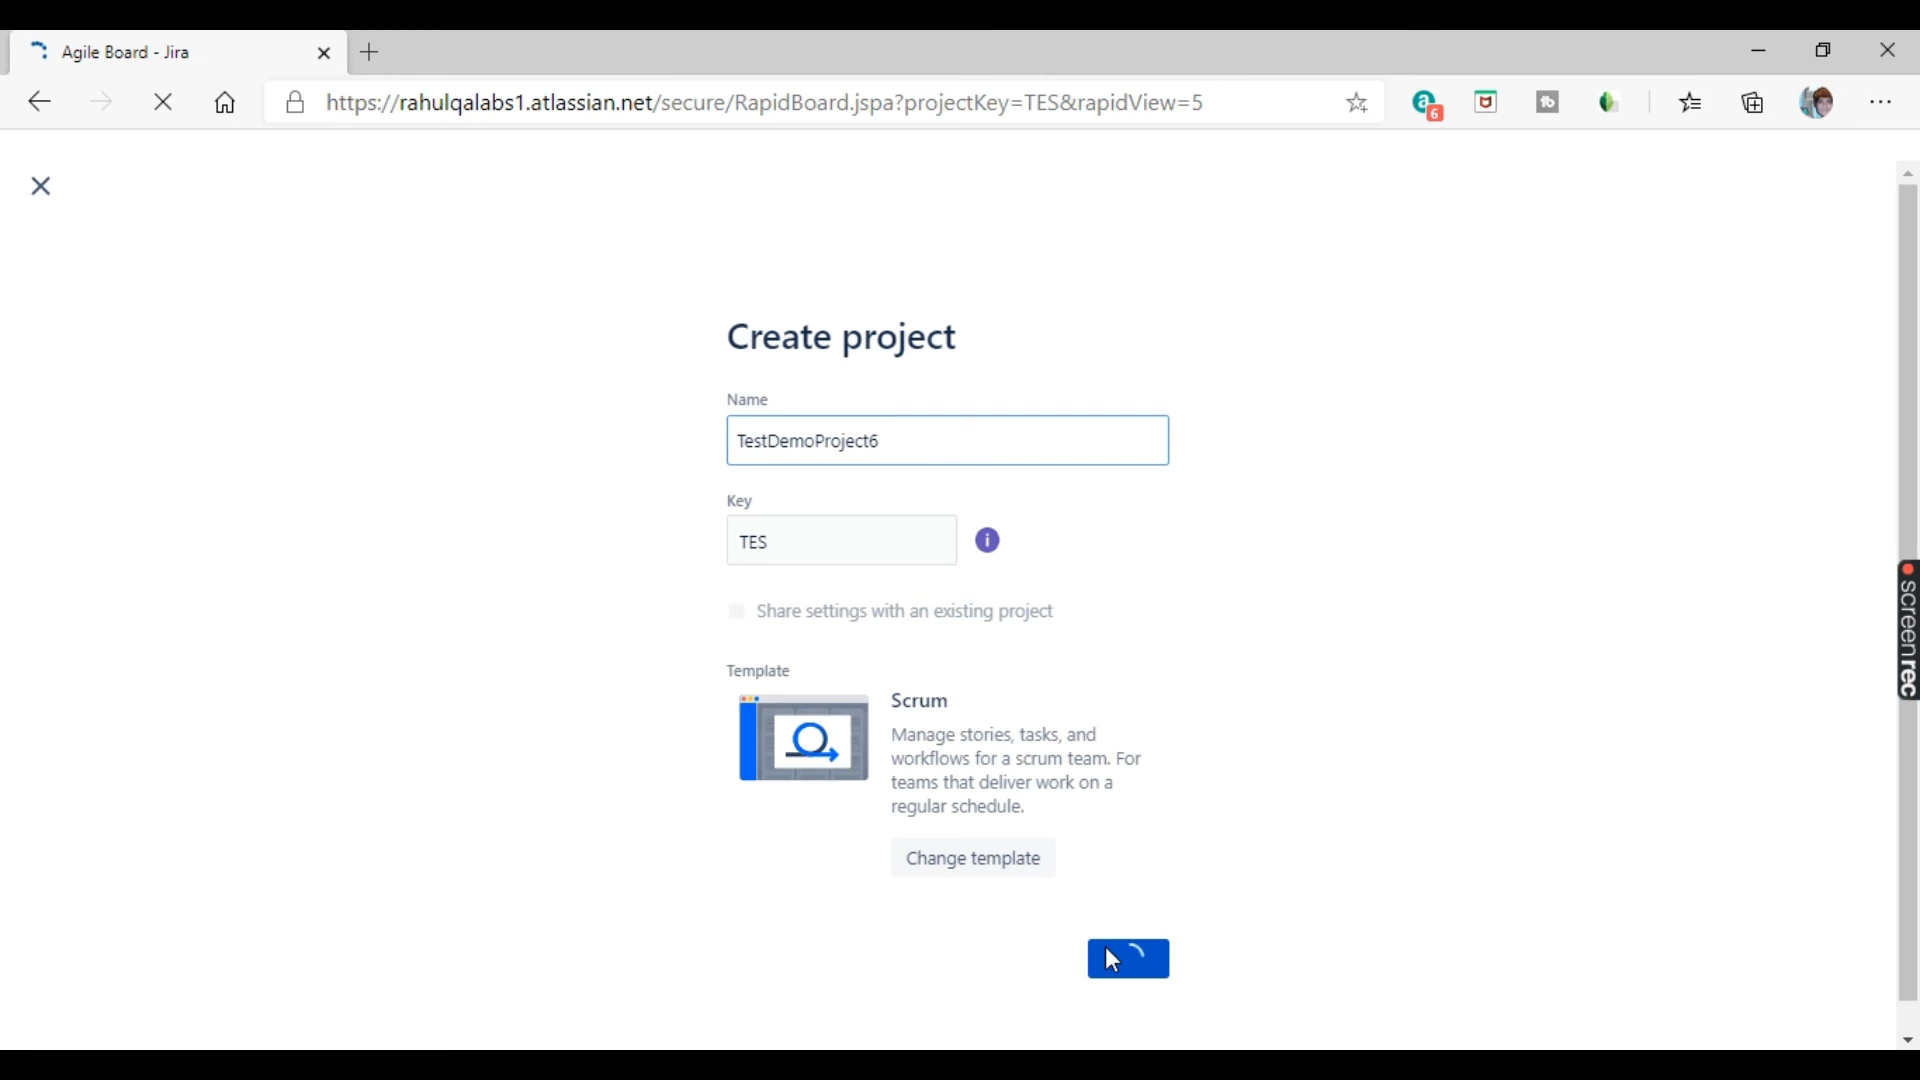 Agile Board - Jira
https://rahulqalabs1.atlassian.net/secure/RapidBoard.jspa?projectKey=TES&rapidView=5
a
6
tb
Create project
Name
TestDemoProject6
Key
TES
i
Share settings with an existing project
Template
Scrum
Manage stories, tasks, and
workflows for a scrum team. For
teams that deliver work on a
regular schedule.
Change template
screenrec